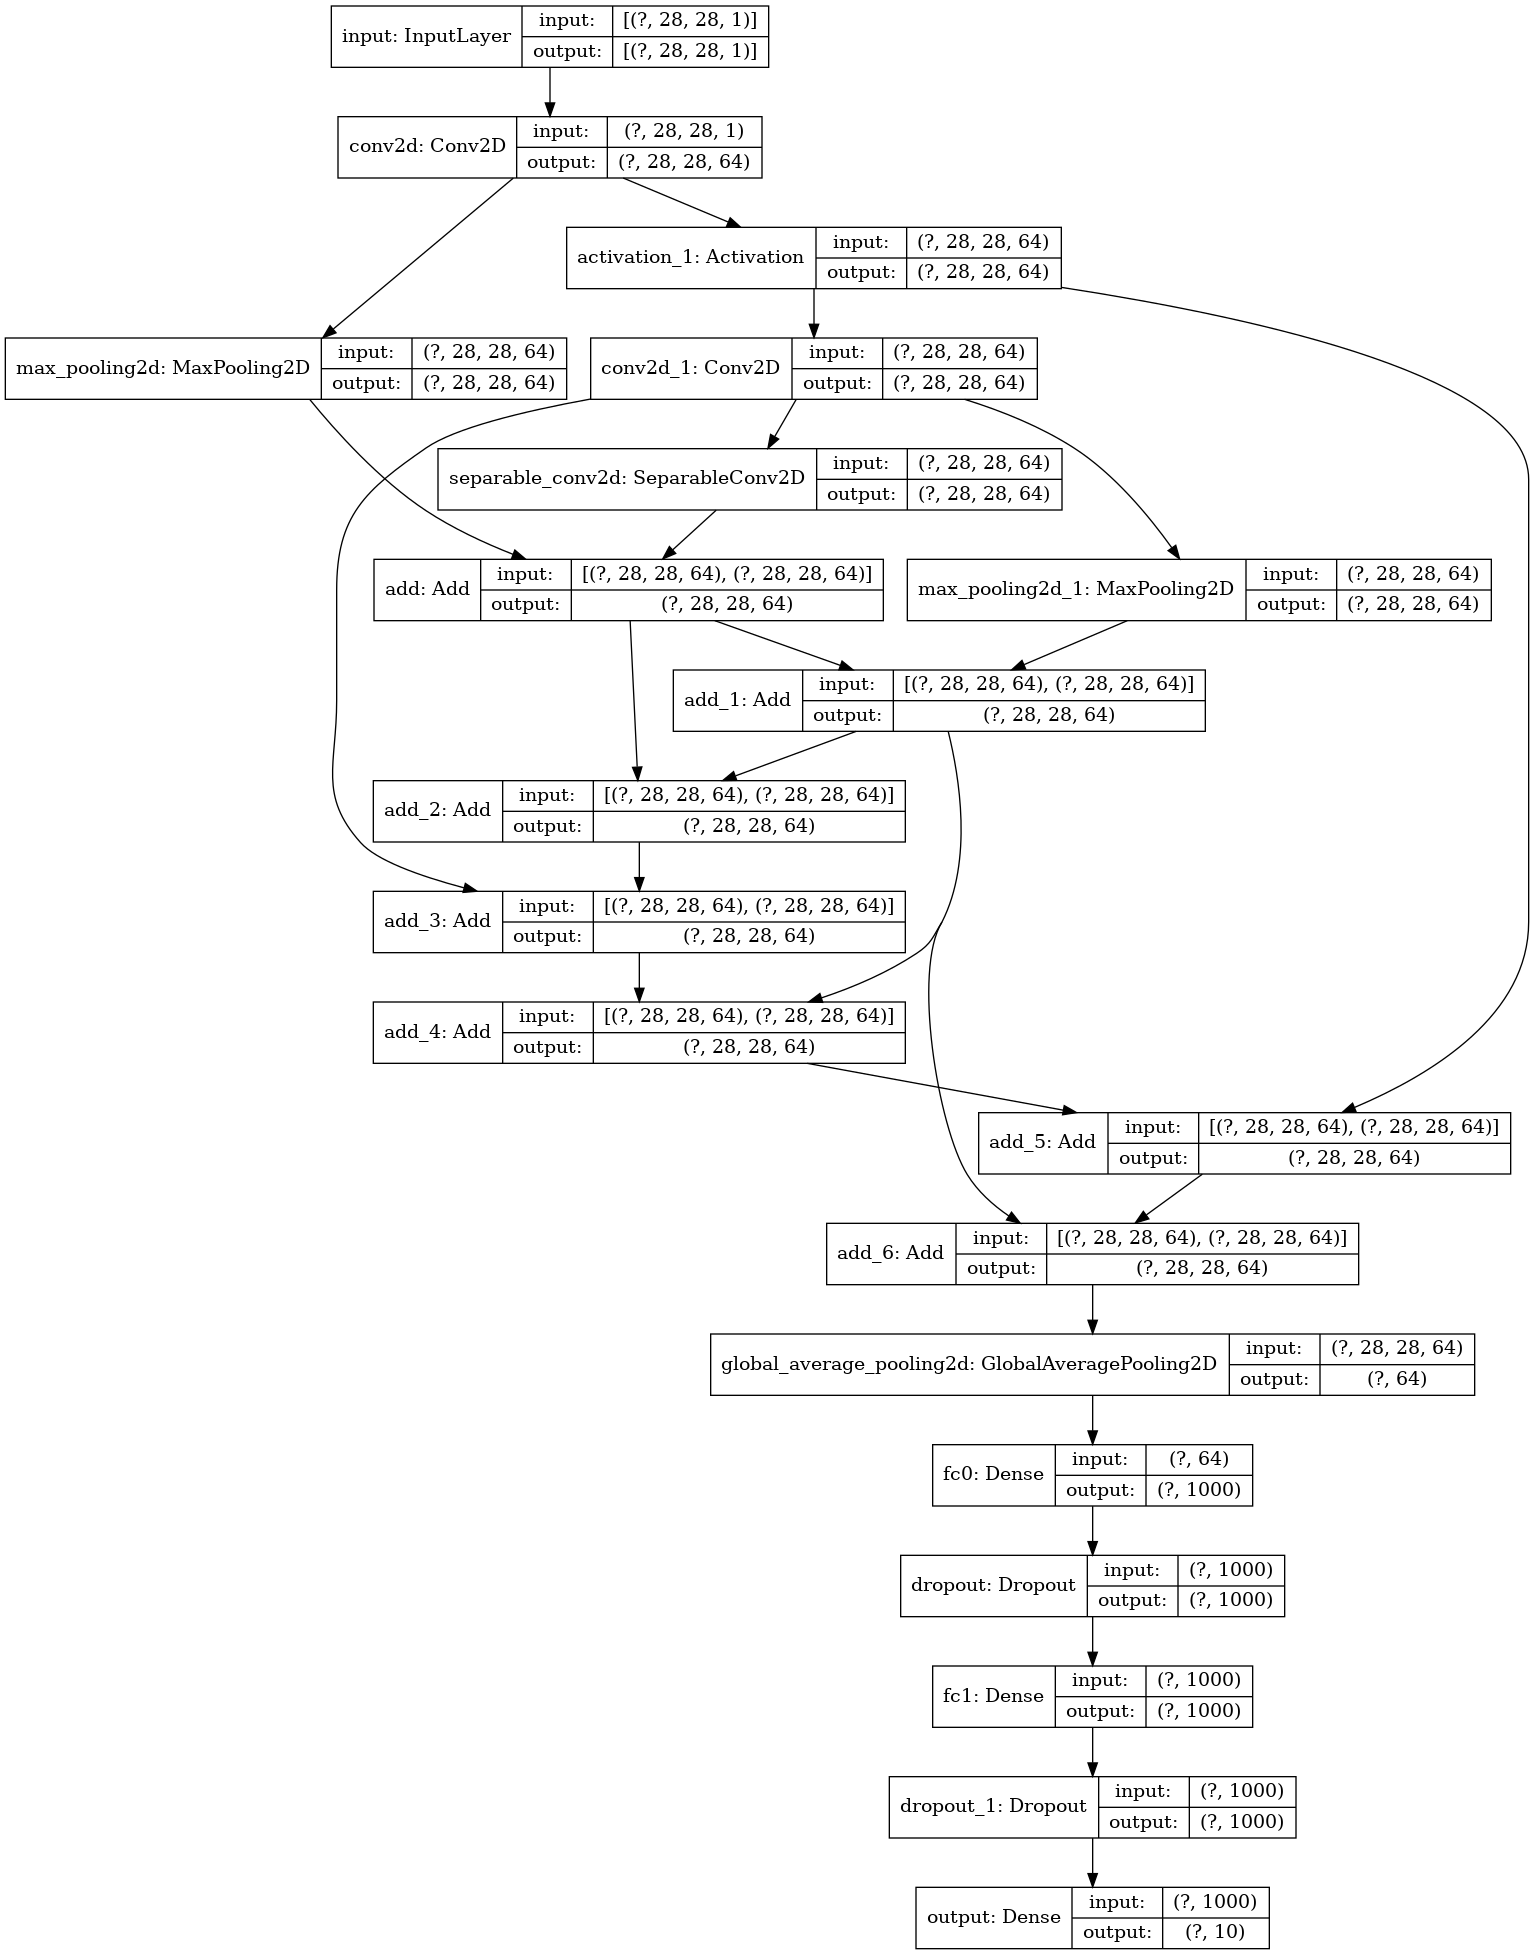 input: InputLayer
input:
[(?, 28, 28, 1)]
output:
[(?, 28, 28, 1)]
conv2d: Conv2D
input:
(?, 28, 28, 1)
output:
(?, 28, 28, 64)
activation_1: Activation
input:
(?, 28, 28, 64)
output:
(?, 28, 28, 64)
max_pooling2d: MaxPooling2D
input:
(?, 28, 28, 64)
output:
(?, 28, 28, 64)
conv2d_1: Conv2D
input:
(?, 28, 28, 64)
output:
(?, 28, 28, 64)
separable_conv2d: SeparableConv2D
input:
(?, 28, 28, 64)
output:
(?, 28, 28, 64)
add: Add
input:
[(?, 28, 28, 64), (?, 28, 28, 64)]
output:
(?, 28, 28, 64)
max_pooling2d_1: MaxPooling2D
input:
(?, 28, 28, 64)
output:
(?, 28, 28, 64)
add_1: Add
input:
[(?, 28, 28, 64), (?, 28, 28, 64)]
output:
(?, 28, 28, 64)
add_2: Add
input:
[(?, 28, 28, 64), (?, 28, 28, 64)]
output:
(?, 28, 28, 64)
add_3: Add
input:
[(?, 28, 28, 64), (?, 28, 28, 64)]
output:
(?, 28, 28, 64)
add_4: Add
input:
[(?, 28, 28, 64), (?, 28, 28, 64)]
output:
(?, 28, 28, 64)
add_5: Add
input:
[(?, 28, 28, 64), (?, 28, 28, 64)]
output:
(?, 28, 28, 64)
add_6: Add
input:
[(?, 28, 28, 64), (?, 28, 28, 64)]
output:
(?, 28, 28, 64)
global_average_pooling2d: GlobalAveragePooling2D
input:
(?, 28, 28, 64)
output:
(?, 64)
fc0: Dense
input:
(?, 64)
output:
(?, 1000)
dropout: Dropout
input:
(?, 1000)
output:
(?, 1000)
fc1: Dense
input:
(?, 1000)
output:
(?, 1000)
dropout_1: Dropout
input:
(?, 1000)
output:
(?, 1000)
output: Dense
input:
(?, 1000)
output:
(?, 10)